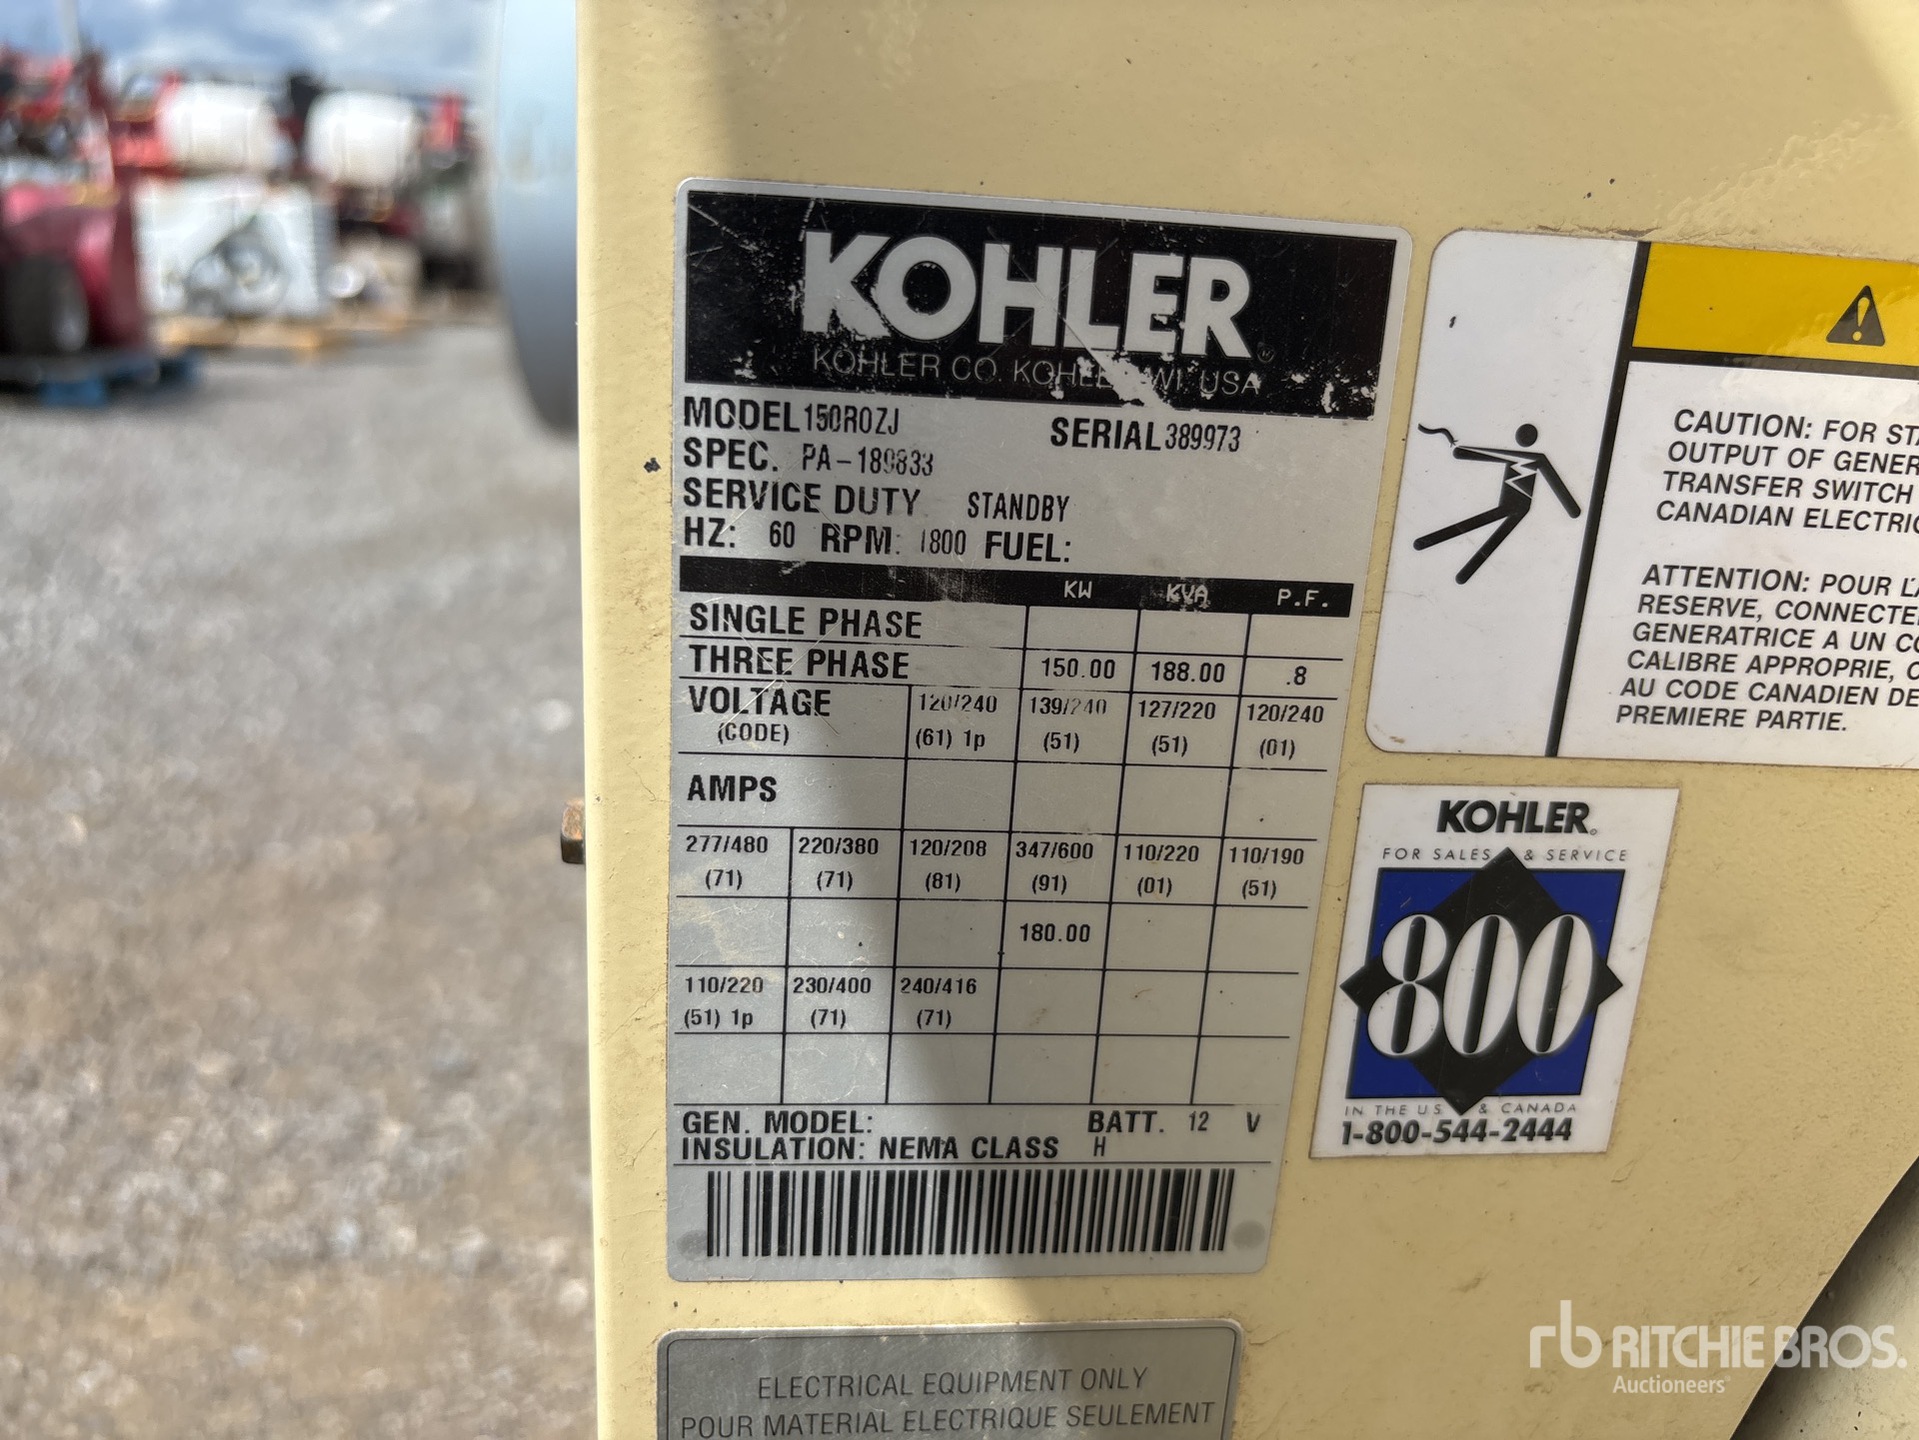 KOHLER®
KOHLER CO. KOHLER, WI. USA
MODEL 150ROZJ SERIAL 389973
SPEC. PA-189833
SERVICE DUTY STANDBY
HZ: 60 RPM: 1800 FUEL:
KW KVA P.F.
SINGLE PHASE
THREE PHASE 150.00 188.00 .8
VOLTAGE 120/240 139/240 127/220 120/240
(CODE) (61) 1p (51) (51) (01)
AMPS
277/480 220/380 120/208 347/600 110/220 110/190
(71) (71) (81) (91) (01) (51)
180.00
110/220 230/400 240/416
(51) 1p (71) (71)
GEN. MODEL: BATT. 12 V
INSULATION: NEMA CLASS H
ELECTRICAL EQUIPMENT ONLY
POUR MATERIAL ELECTRIQUE SEULEMENT
CAUTION: FOR STA
OUTPUT OF GENER
TRANSFER SWITCH
CANADIAN ELECTRIC
ATTENTION: POUR L'A
RESERVE, CONNECTE
GENERATRICE A UN CO
CALIBRE APPROPRIE, C
AU CODE CANADIEN DE
PREMIERE PARTIE.
KOHLER®
FOR SALES & SERVICE
800
IN THE U.S. & CANADA
1-800-544-2444
rb RITCHIE BROS.
Auctioneers